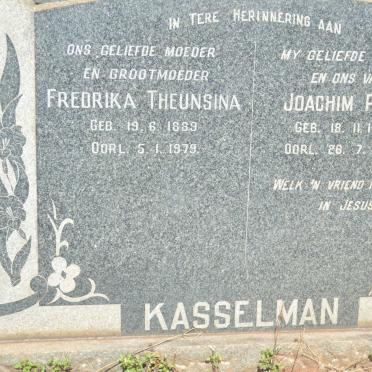 IN TERE HERINNERING AAN
ONS GELIEFDE MOEDER
EN GROOTMOEDER
FREDRIKA THEUNSINA
GEB. 19. 6. 1889
OORL. 5. 1. 1979.
MY GELIEFDE
EN ONS
JOACHIM
GEB. 18. 11.
OORL. 26. 7.
WELK 'N VRIEND
IN JESUS
KASSELMAN